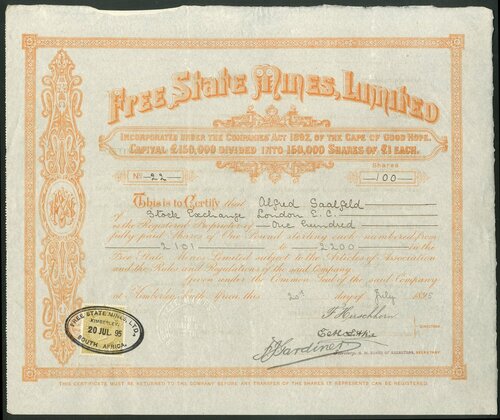 FREE STATE MINES, LIMITED
INCORPORATED UNDER THE COMPANIES' ACT 1892, OF THE CAPE OF GOOD HOPE.
CAPITAL £150,000 DIVIDED INTO 150,000 SHARES OF £1 EACH.
Shares
No 22
100
This is to Certify that Alfred Saalfeld
of Stock Exchange London E.C.
is the Registered Proprietor of One hundred
fully paid Shares of One Pound sterling each numbered from
2101 to 2200 in the
Free State Mines Limited subject to the Articles of Association
and the Rules and Regulations of the said Company.
Given under the Common Seal of the said Company
at Kimberley, South Africa this 20th day of July 1895
FREE STATE MINES, LTD.
KIMBERLEY,
20 JUL. 95
SOUTH AFRICA.
F Hirschhorn
DIRECTORS
Gardiner
SECRETARY
THIS CERTIFICATE MUST BE RETURNED TO THE COMPANY BEFORE ANY TRANSFER OF THE SHARES IT REPRESENTS CAN BE REGISTERED.